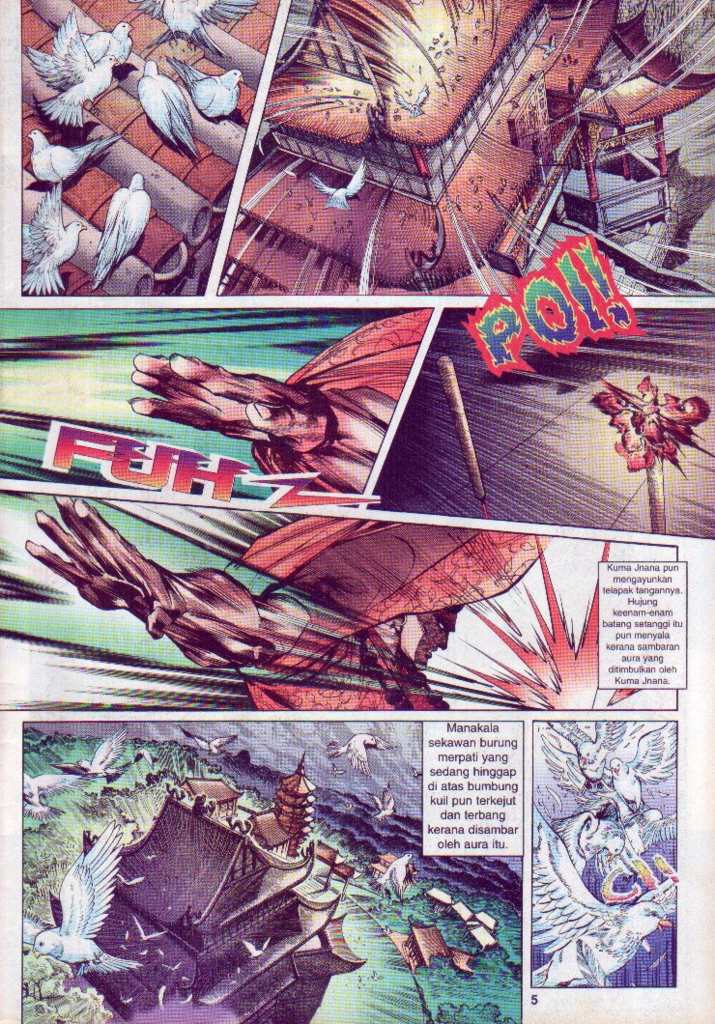 POI!!
FUH
Kuma Jnana pun
mengayunkan
telapak tangannya.
Hujung
keenam-enam
batang setanggi itu
pun menyala
kerana sambaran
aura yang
ditimbulkan oleh
Kuma Jnana.
Manakala
sekawan burung
merpati yang
sedang hinggap
di atas bumbung
kuil pun terkejut
dan terbang
kerana disambar
oleh aura itu.
CI!!
5